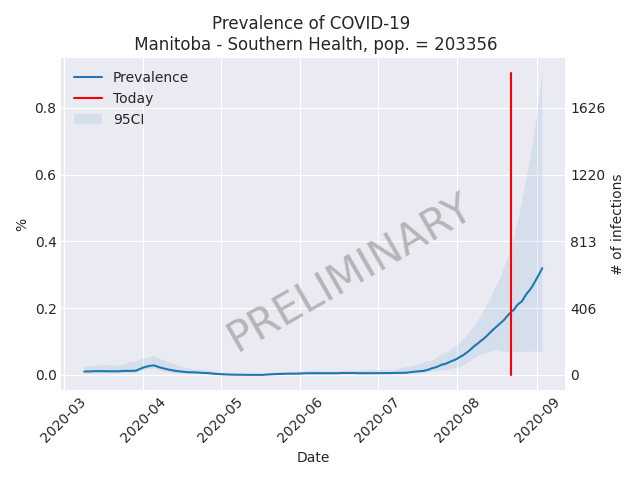 Prevalence of COVID-19
Manitoba - Southern Health, pop. = 203356
Prevalence
Today
95CI
PRELIMINARY
%
0.8
0.6
0.4
0.2
0.0
1626
1220
813
406
0
# of infections
2020-03
2020-04
2020-05
2020-06
2020-07
2020-08
2020-09
Date